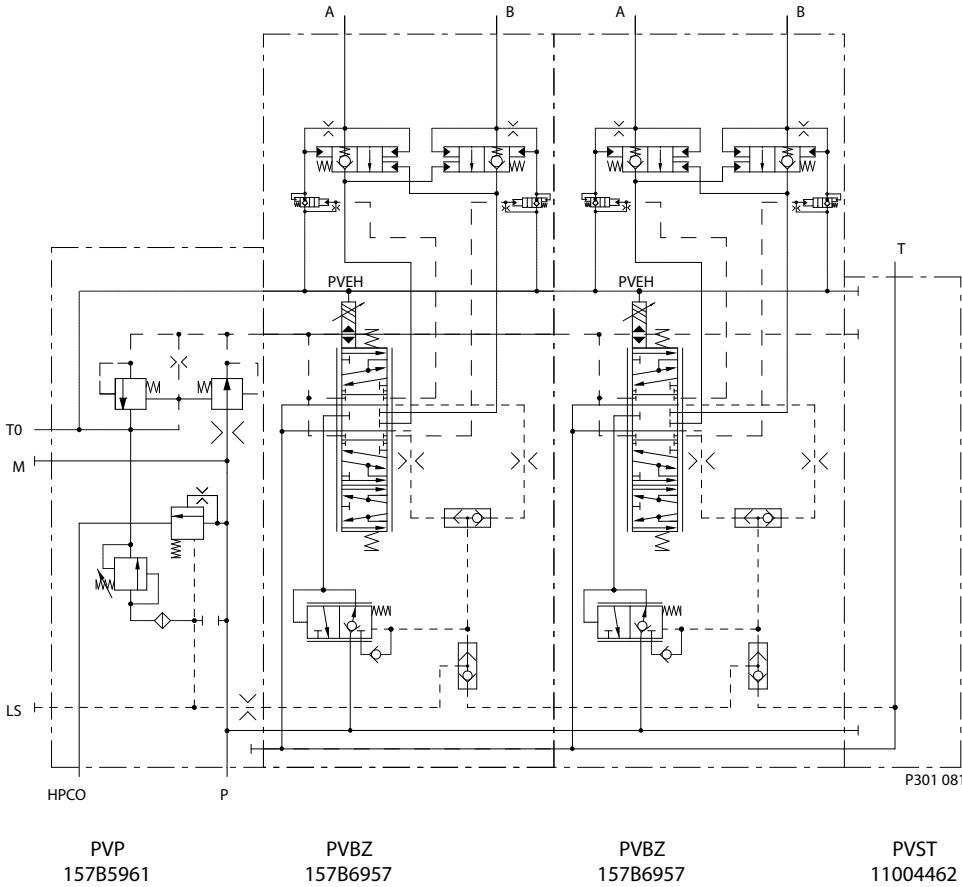 A B A B
T
PVEH PVEH
T0
M
LS
P301 081
HPCO P
PVP PVBZ PVBZ PVST
157B5961 157B6957 157B6957 11004462